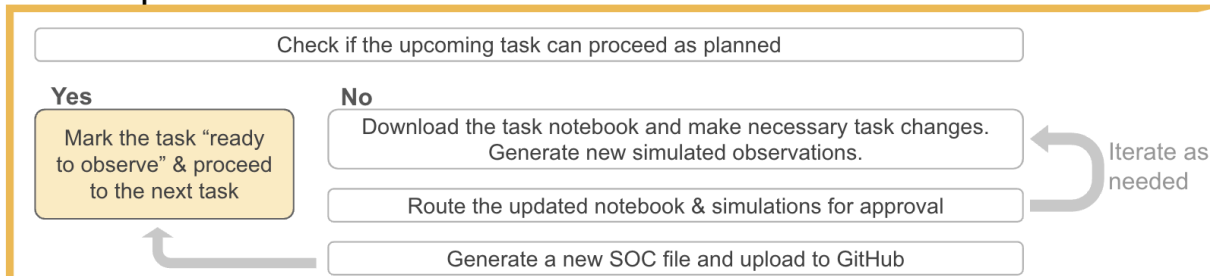 Check if the upcoming task can proceed as planned
Yes
No
Mark the task “ready
to observe” & proceed
to the next task
Download the task notebook and make necessary task changes.
Generate new simulated observations.
Route the updated notebook & simulations for approval
Iterate as
needed
Generate a new SOC file and upload to GitHub